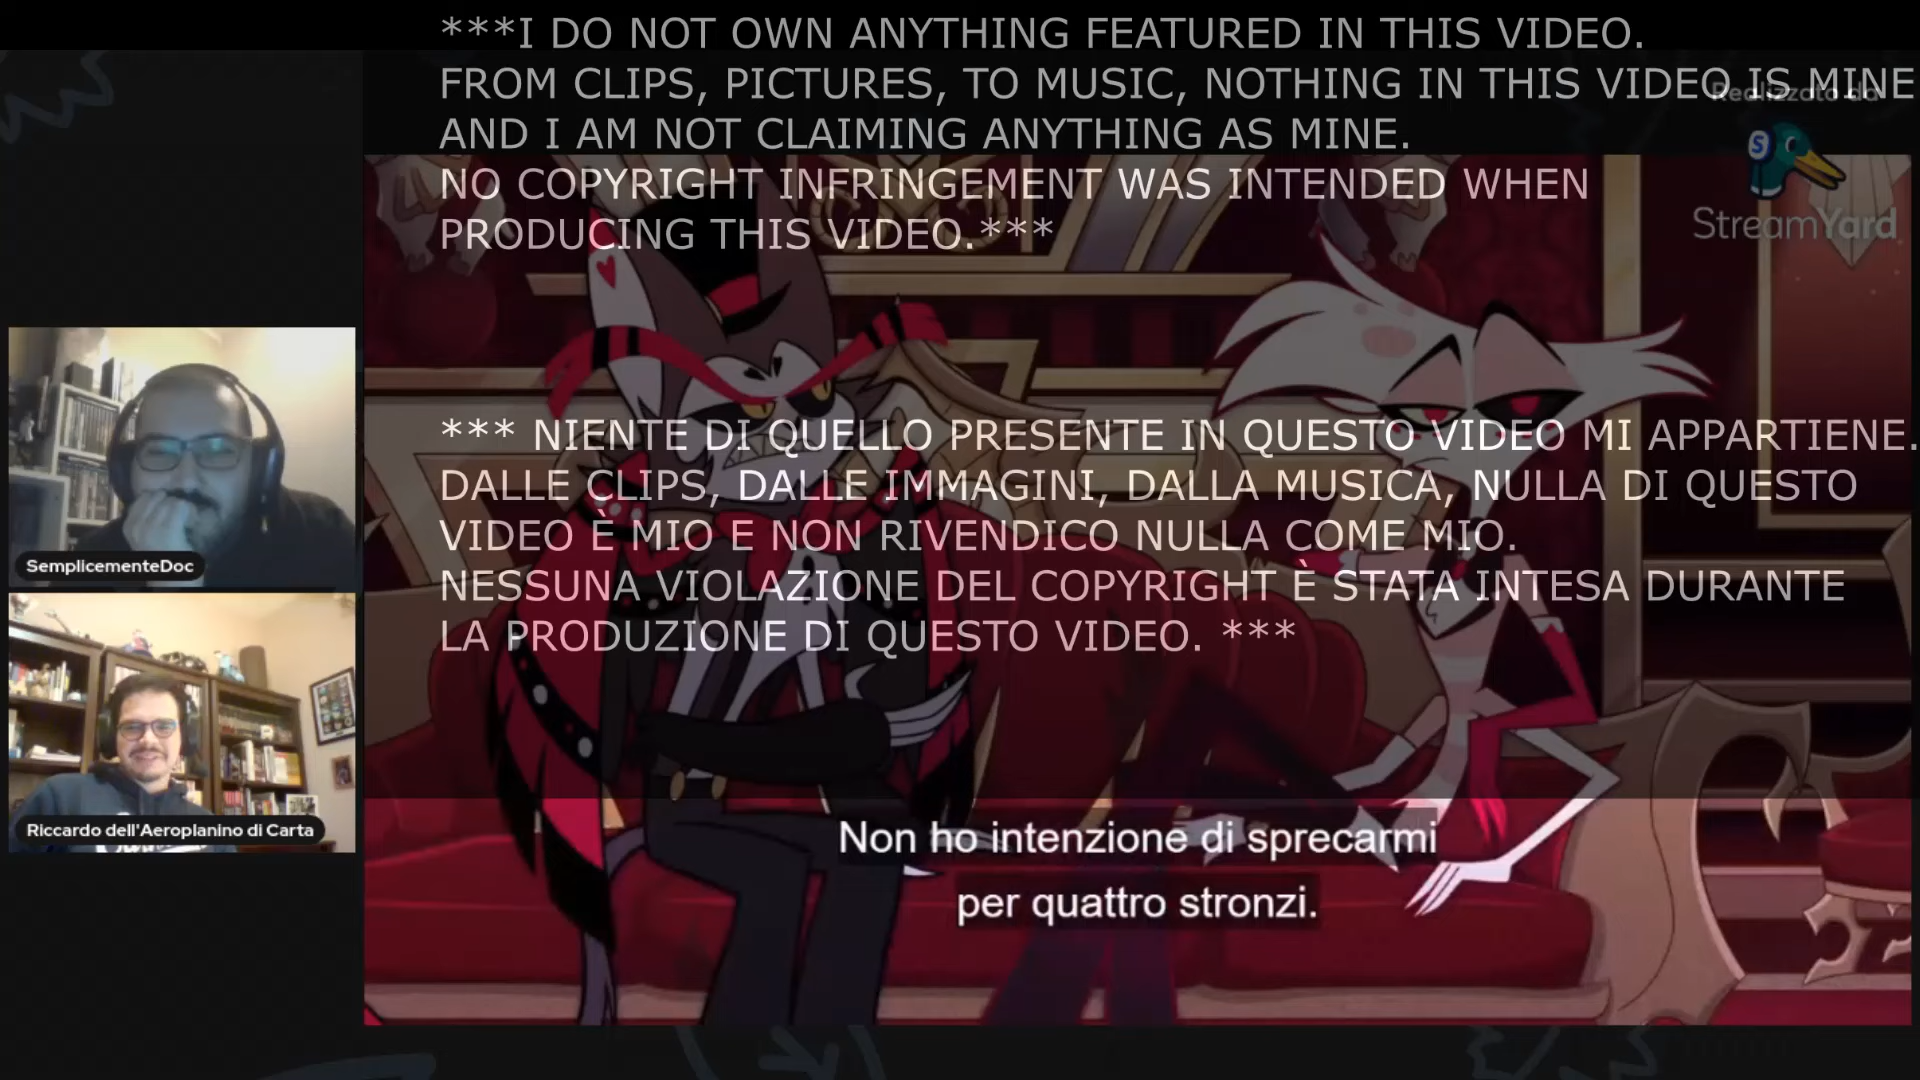 ***I DO NOT OWN ANYTHING FEATURED IN THIS VIDEO.
FROM CLIPS, PICTURES, TO MUSIC, NOTHING IN THIS VIDEO IS MINE
AND I AM NOT CLAIMING ANYTHING AS MINE.
NO COPYRIGHT INFRINGEMENT WAS INTENDED WHEN
PRODUCING THIS VIDEO.***
Realizzato da
S
StreamYard
*** NIENTE DI QUELLO PRESENTE IN QUESTO VIDEO MI APPARTIENE.
DALLE CLIPS, DALLE IMMAGINI, DALLA MUSICA, NULLA DI QUESTO
VIDEO È MIO E NON RIVENDICO NULLA COME MIO.
NESSUNA VIOLAZIONE DEL COPYRIGHT È STATA INTESA DURANTE
LA PRODUZIONE DI QUESTO VIDEO. ***
SemplicementeDoc
Riccardo dell'Aeroplanino di Carta
Non ho intenzione di sprecarmi
per quattro stronzi.